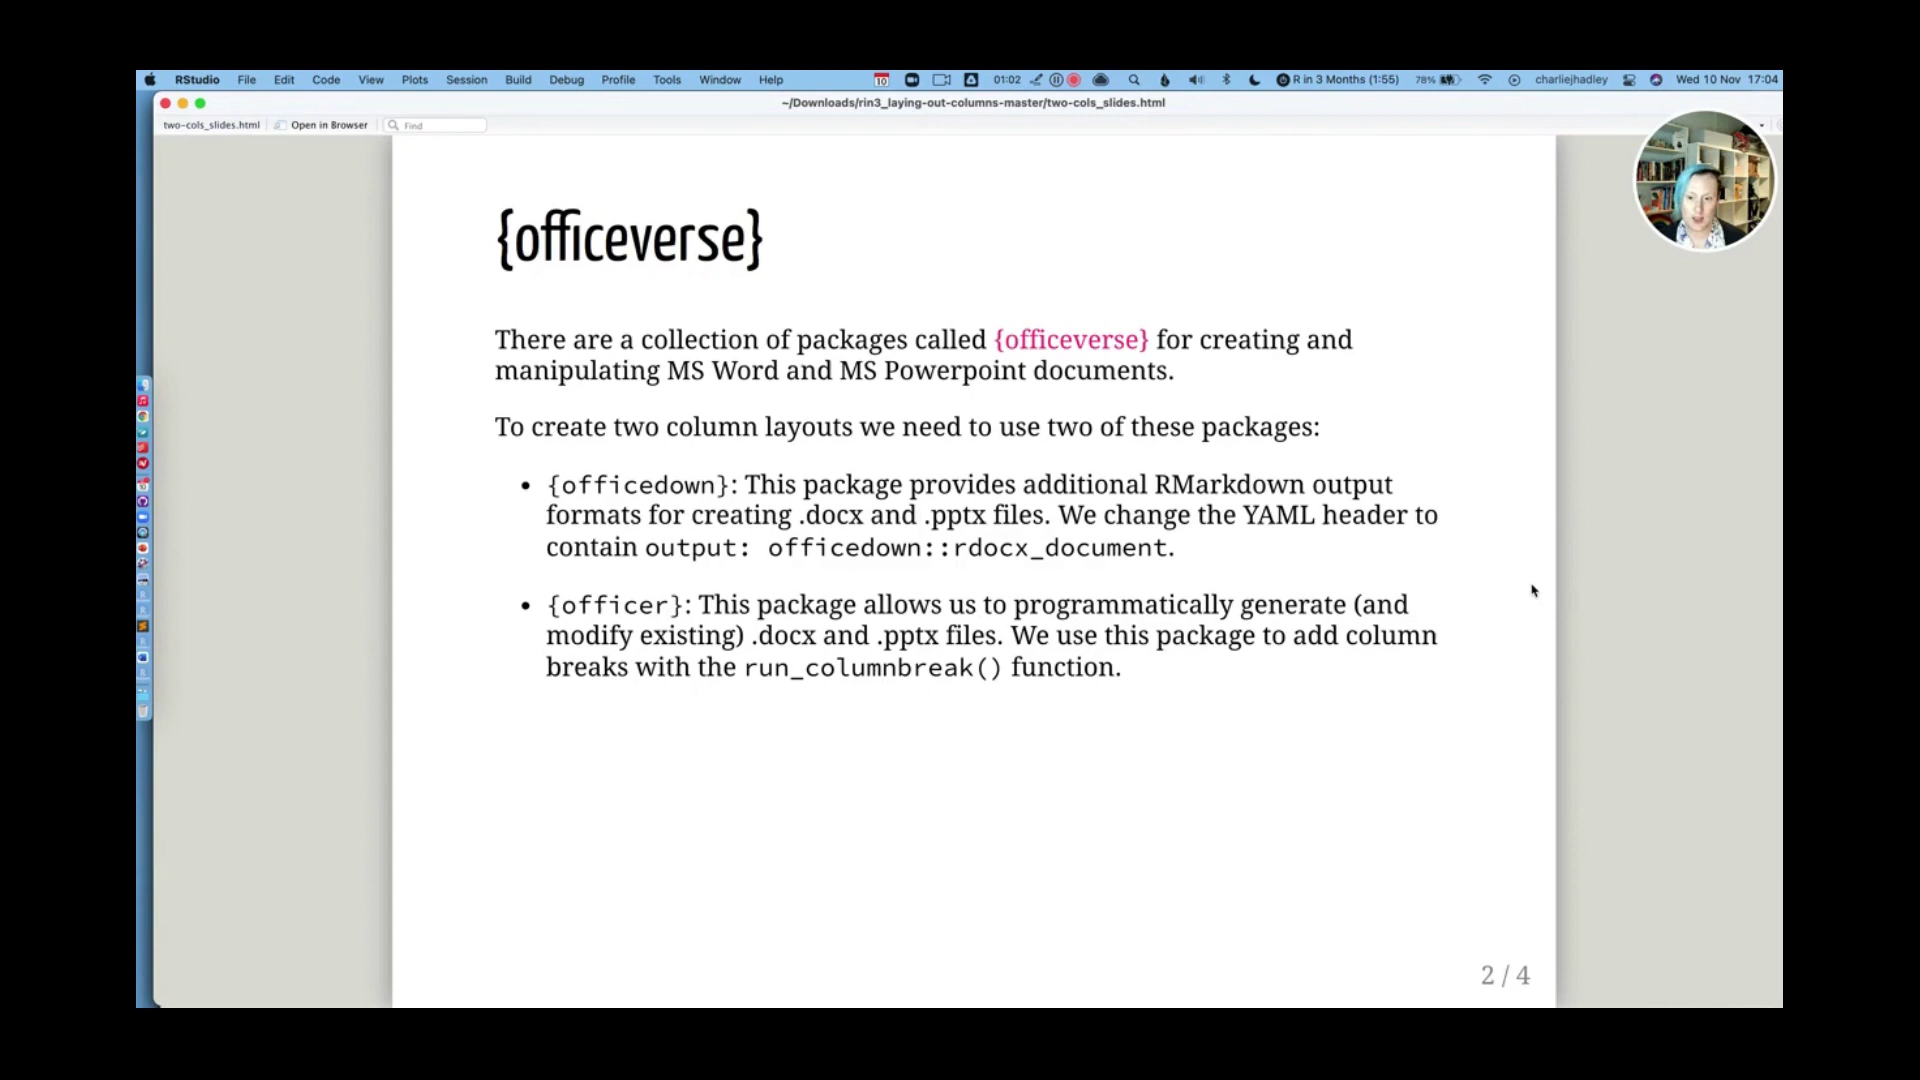 RStudio File Edit Code View Plots Session Build Debug Profile Tools Window Help 10 01:02 R in 3 Months (1:55) 78% charliejhadley Wed 10 Nov 17:04
~/Downloads/rin3_laying-out-columns-master/two-cols_slides.html
two-cols_slides.html Open in Browser Find
{officeverse}
There are a collection of packages called {officeverse} for creating and
manipulating MS Word and MS Powerpoint documents.
To create two column layouts we need to use two of these packages:
• {officedown}: This package provides additional RMarkdown output
formats for creating .docx and .pptx files. We change the YAML header to
contain output: officedown::rdocx_document.
• {officer}: This package allows us to programmatically generate (and
modify existing) .docx and .pptx files. We use this package to add column
breaks with the run_columnbreak() function.
2 / 4